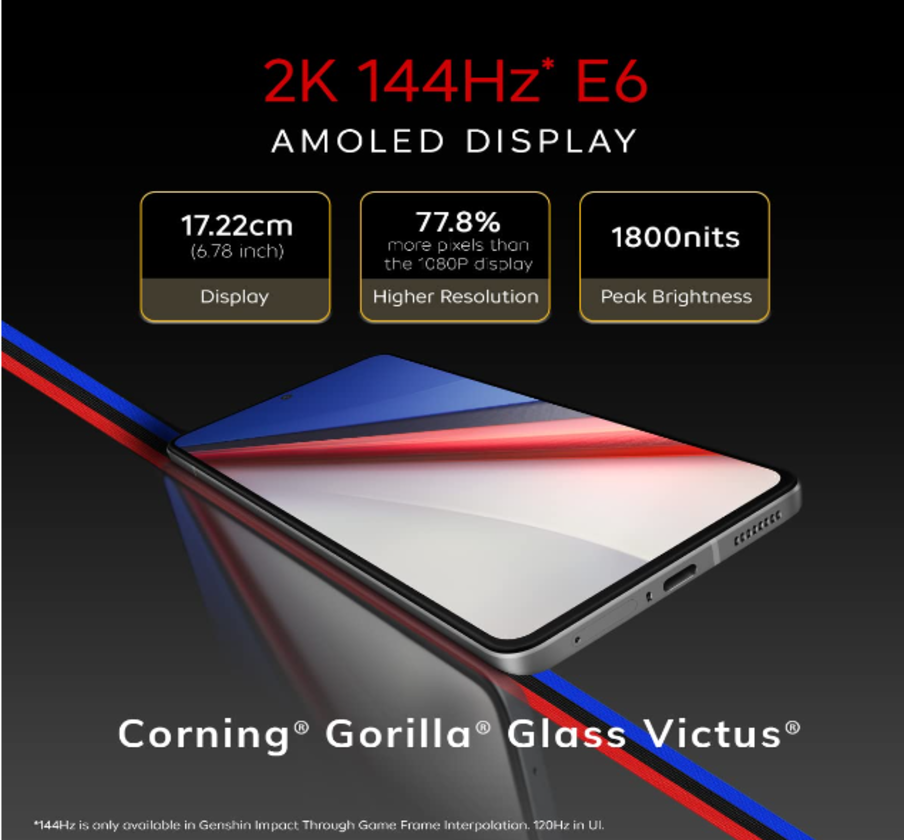 2K 144Hz* E6
AMOLED DISPLAY
17.22cm
(6.78 inch)
Display
77.8%
more pixels than
the 1080P display
Higher Resolution
1800nits
Peak Brightness
Corning® Gorilla® Glass Victus®
*144Hz is only available in Genshin Impact Through Game Frame Interpolation. 120Hz in UI.